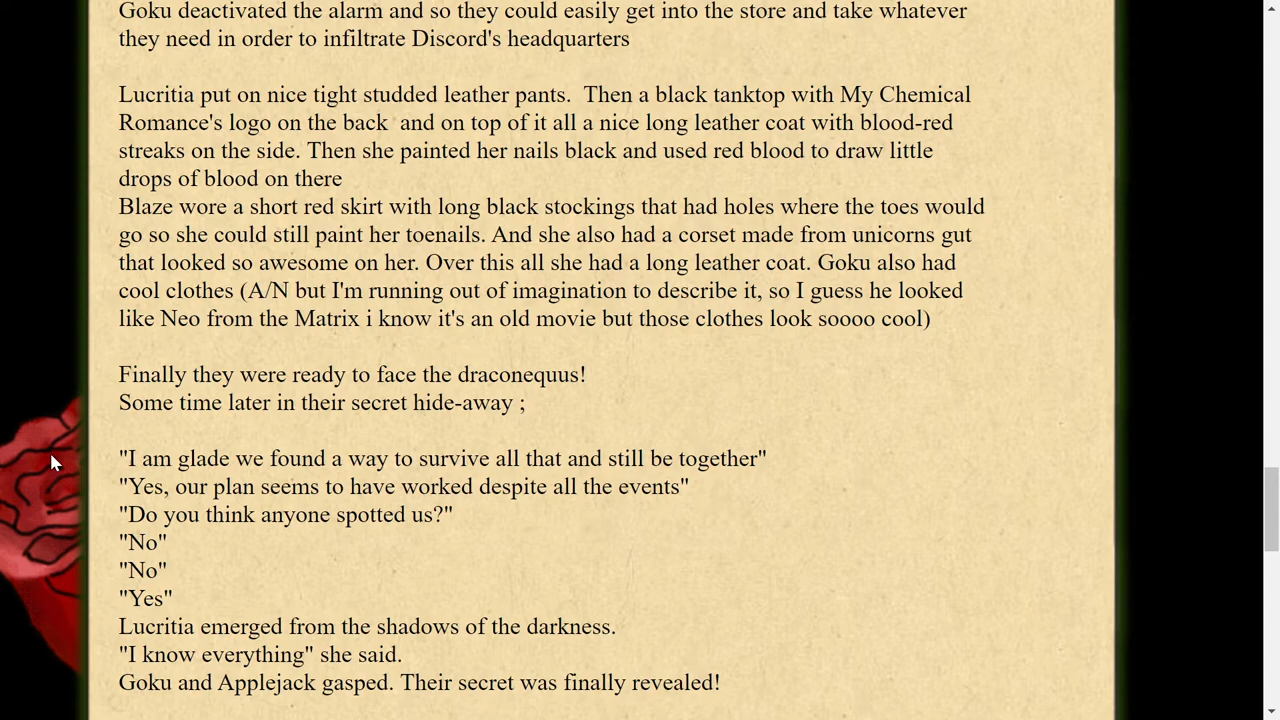 Goku deactivated the alarm and so they could easily get into the store and take whatever
they need in order to infiltrate Discord's headquarters
Lucritia put on nice tight studded leather pants.  Then a black tanktop with My Chemical
Romance's logo on the back  and on top of it all a nice long leather coat with blood-red
streaks on the side. Then she painted her nails black and used red blood to draw little
drops of blood on there
Blaze wore a short red skirt with long black stockings that had holes where the toes would
go so she could still paint her toenails. And she also had a corset made from unicorns gut
that looked so awesome on her. Over this all she had a long leather coat. Goku also had
cool clothes (A/N but I'm running out of imagination to describe it, so I guess he looked
like Neo from the Matrix i know it's an old movie but those clothes look soooo cool)
Finally they were ready to face the draconequus!
Some time later in their secret hide-away ;
"I am glade we found a way to survive all that and still be together"
"Yes, our plan seems to have worked despite all the events"
"Do you think anyone spotted us?"
"No"
"No"
"Yes"
Lucritia emerged from the shadows of the darkness.
"I know everything" she said.
Goku and Applejack gasped. Their secret was finally revealed!